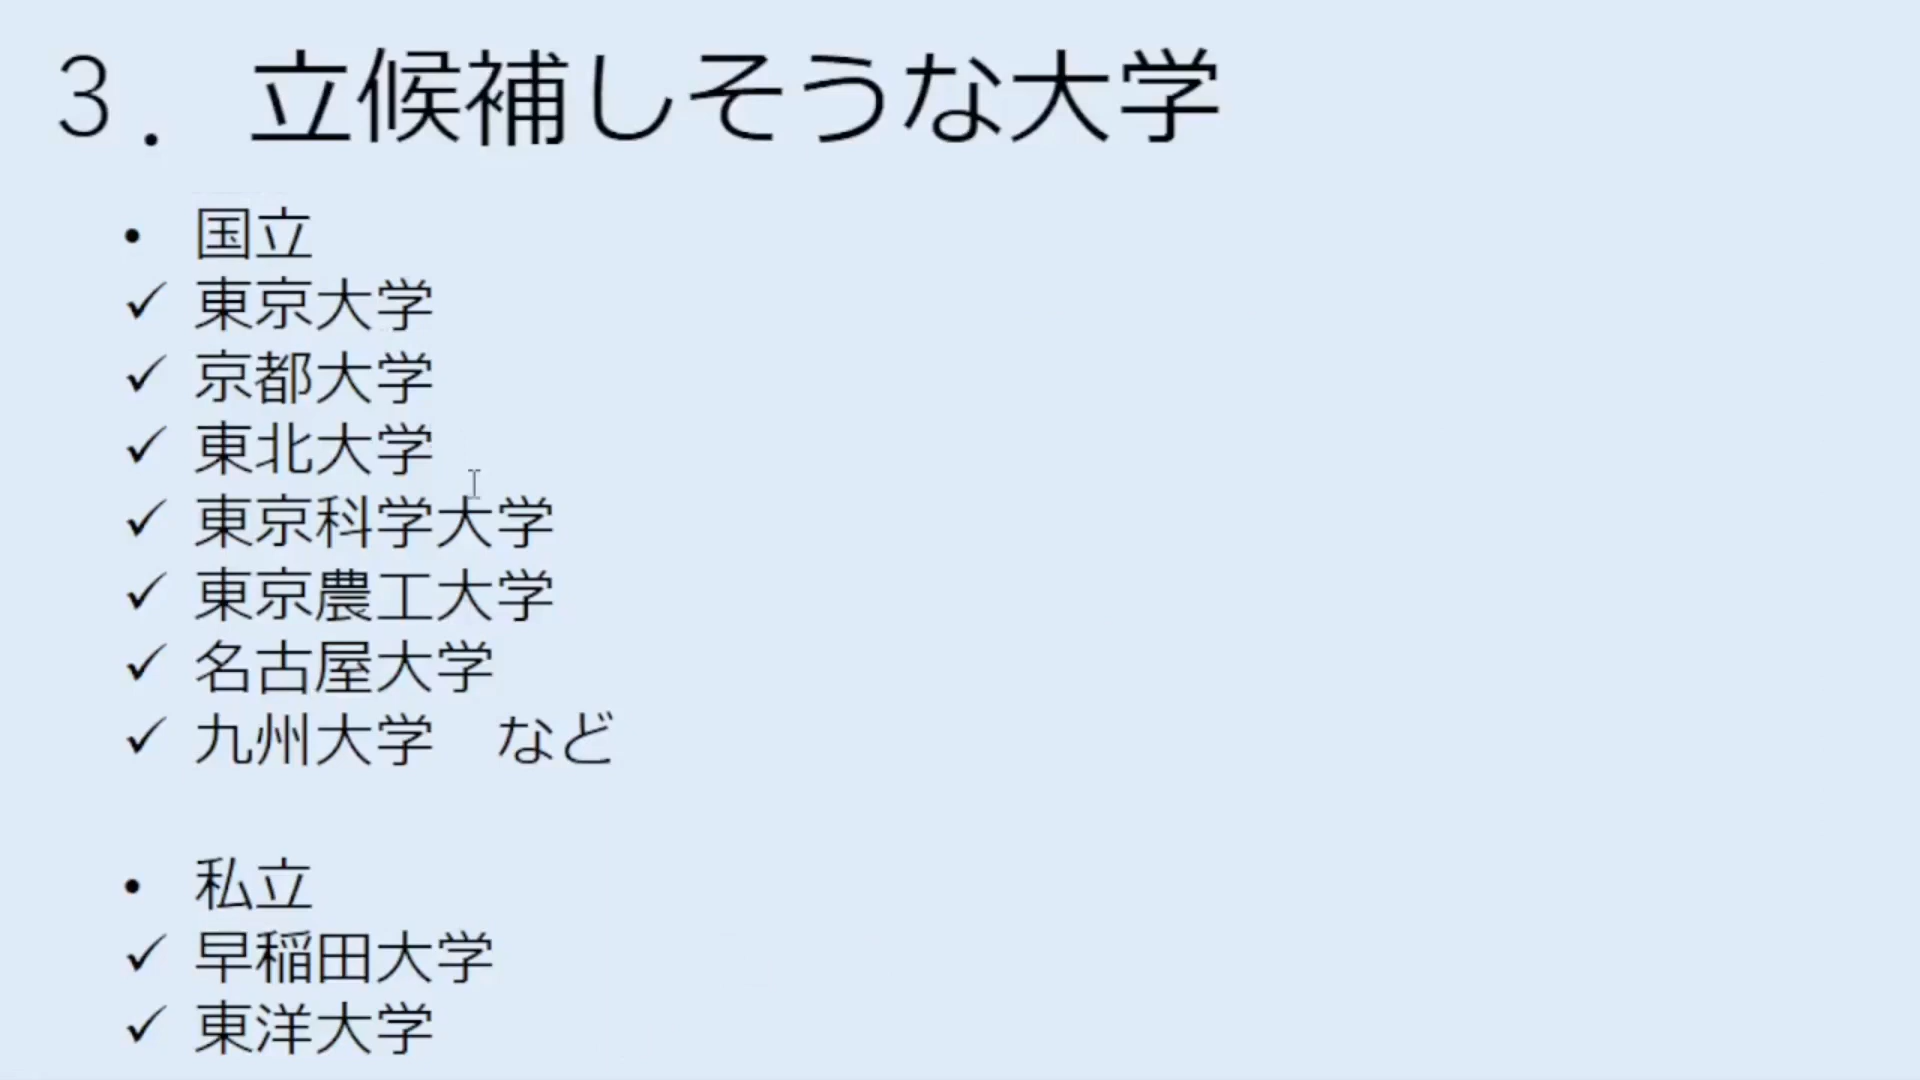 3．立候補しそうな大学
• 国立
✓ 東京大学
✓ 京都大学
✓ 東北大学
✓ 東京科学大学
✓ 東京農工大学
✓ 名古屋大学
✓ 九州大学　など
• 私立
✓ 早稲田大学
✓ 東洋大学